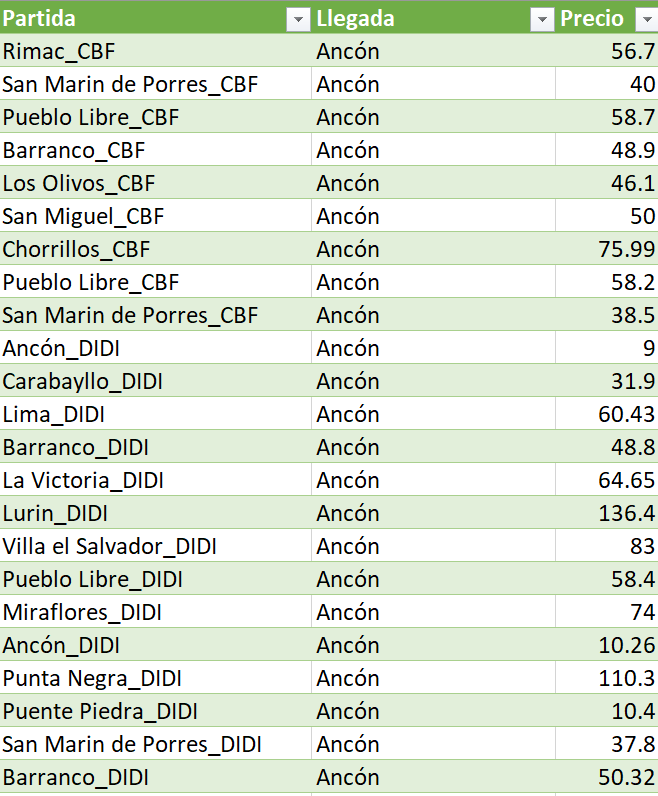 Partida Llegada Precio
Rimac_CBF Ancón 56.7
San Marin de Porres_CBF Ancón 40
Pueblo Libre_CBF Ancón 58.7
Barranco_CBF Ancón 48.9
Los Olivos_CBF Ancón 46.1
San Miguel_CBF Ancón 50
Chorrillos_CBF Ancón 75.99
Pueblo Libre_CBF Ancón 58.2
San Marin de Porres_CBF Ancón 38.5
Ancón_DIDI Ancón 9
Carabayllo_DIDI Ancón 31.9
Lima_DIDI Ancón 60.43
Barranco_DIDI Ancón 48.8
La Victoria_DIDI Ancón 64.65
Lurin_DIDI Ancón 136.4
Villa el Salvador_DIDI Ancón 83
Pueblo Libre_DIDI Ancón 58.4
Miraflores_DIDI Ancón 74
Ancón_DIDI Ancón 10.26
Punta Negra_DIDI Ancón 110.3
Puente Piedra_DIDI Ancón 10.4
San Marin de Porres_DIDI Ancón 37.8
Barranco_DIDI Ancón 50.32